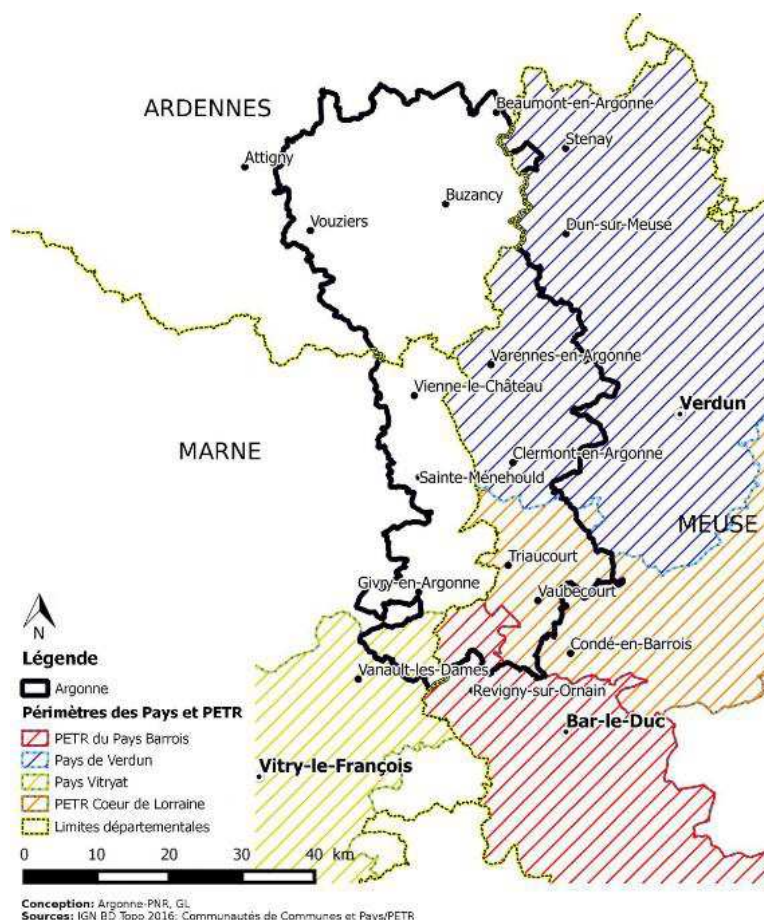 ARDENNES
Beaumont-en-Argonne
Stenay
Attigny
Buzancy
Vouziers
Dun-sur-Meuse
Varennes-en-Argonne
Vienne-le-Château
Verdun
MARNE
Clermont-en-Argonne
Sainte-Ménehould
MEUSE
Triaucourt
Givry-en-Argonne
Vaubecourt
N
Condé-en-Barrois
Légende
Vanault-les-Dames
Argonne
Revigny-sur-Ornain
Périmètres des Pays et PETR
PETR du Pays Barrois
Bar-le-Duc
Pays de Verdun
Vitry-le-François
Pays Vitryat
PETR Coeur de Lorraine
Limites départementales
0 10 20 30 40 km
Conception: Argonne-PNR, GL
Sources: IGN BD Topo 2016; Communautés de Communes et Pays/PETR